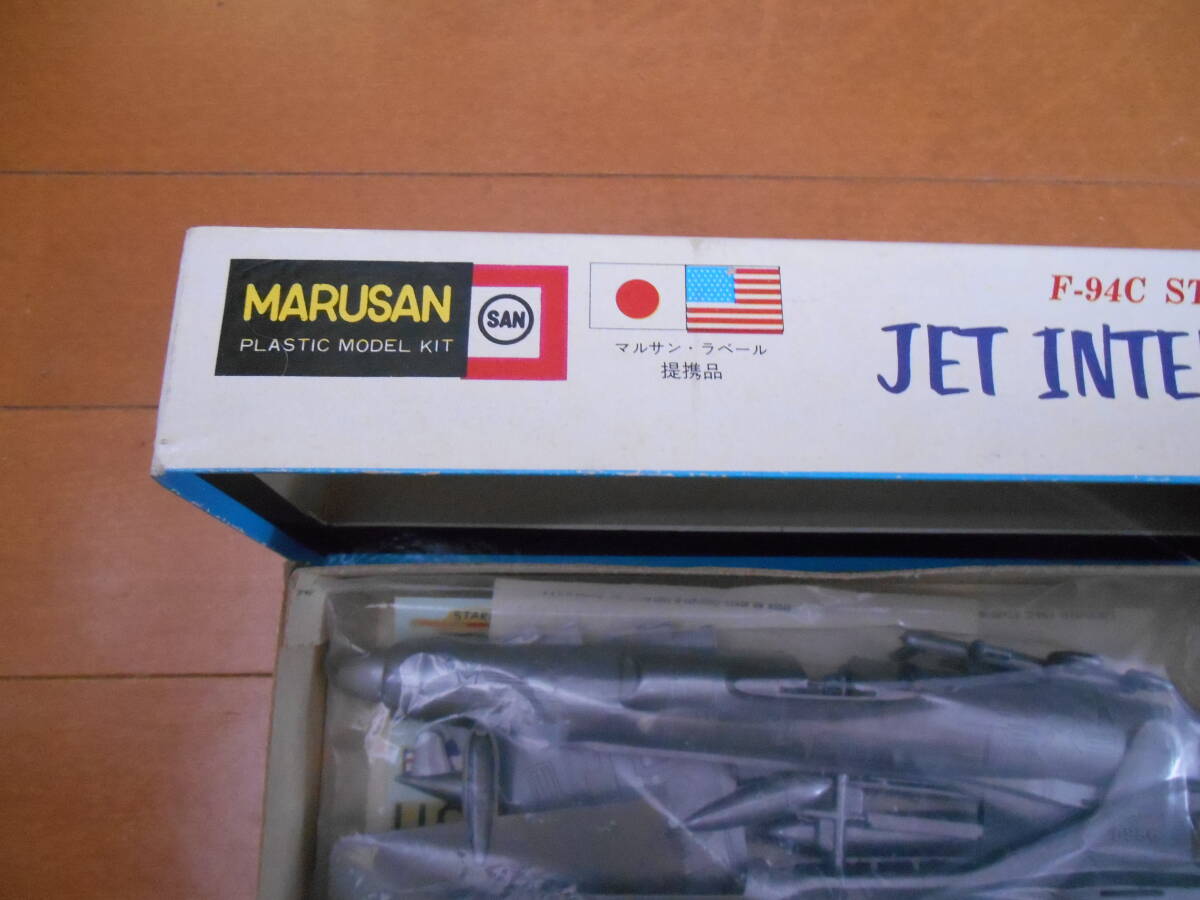 MARUSAN
PLASTIC MODEL KIT
SAN
マルサン・ラベール
提携品
F-94C ST
JET INTE
STAR